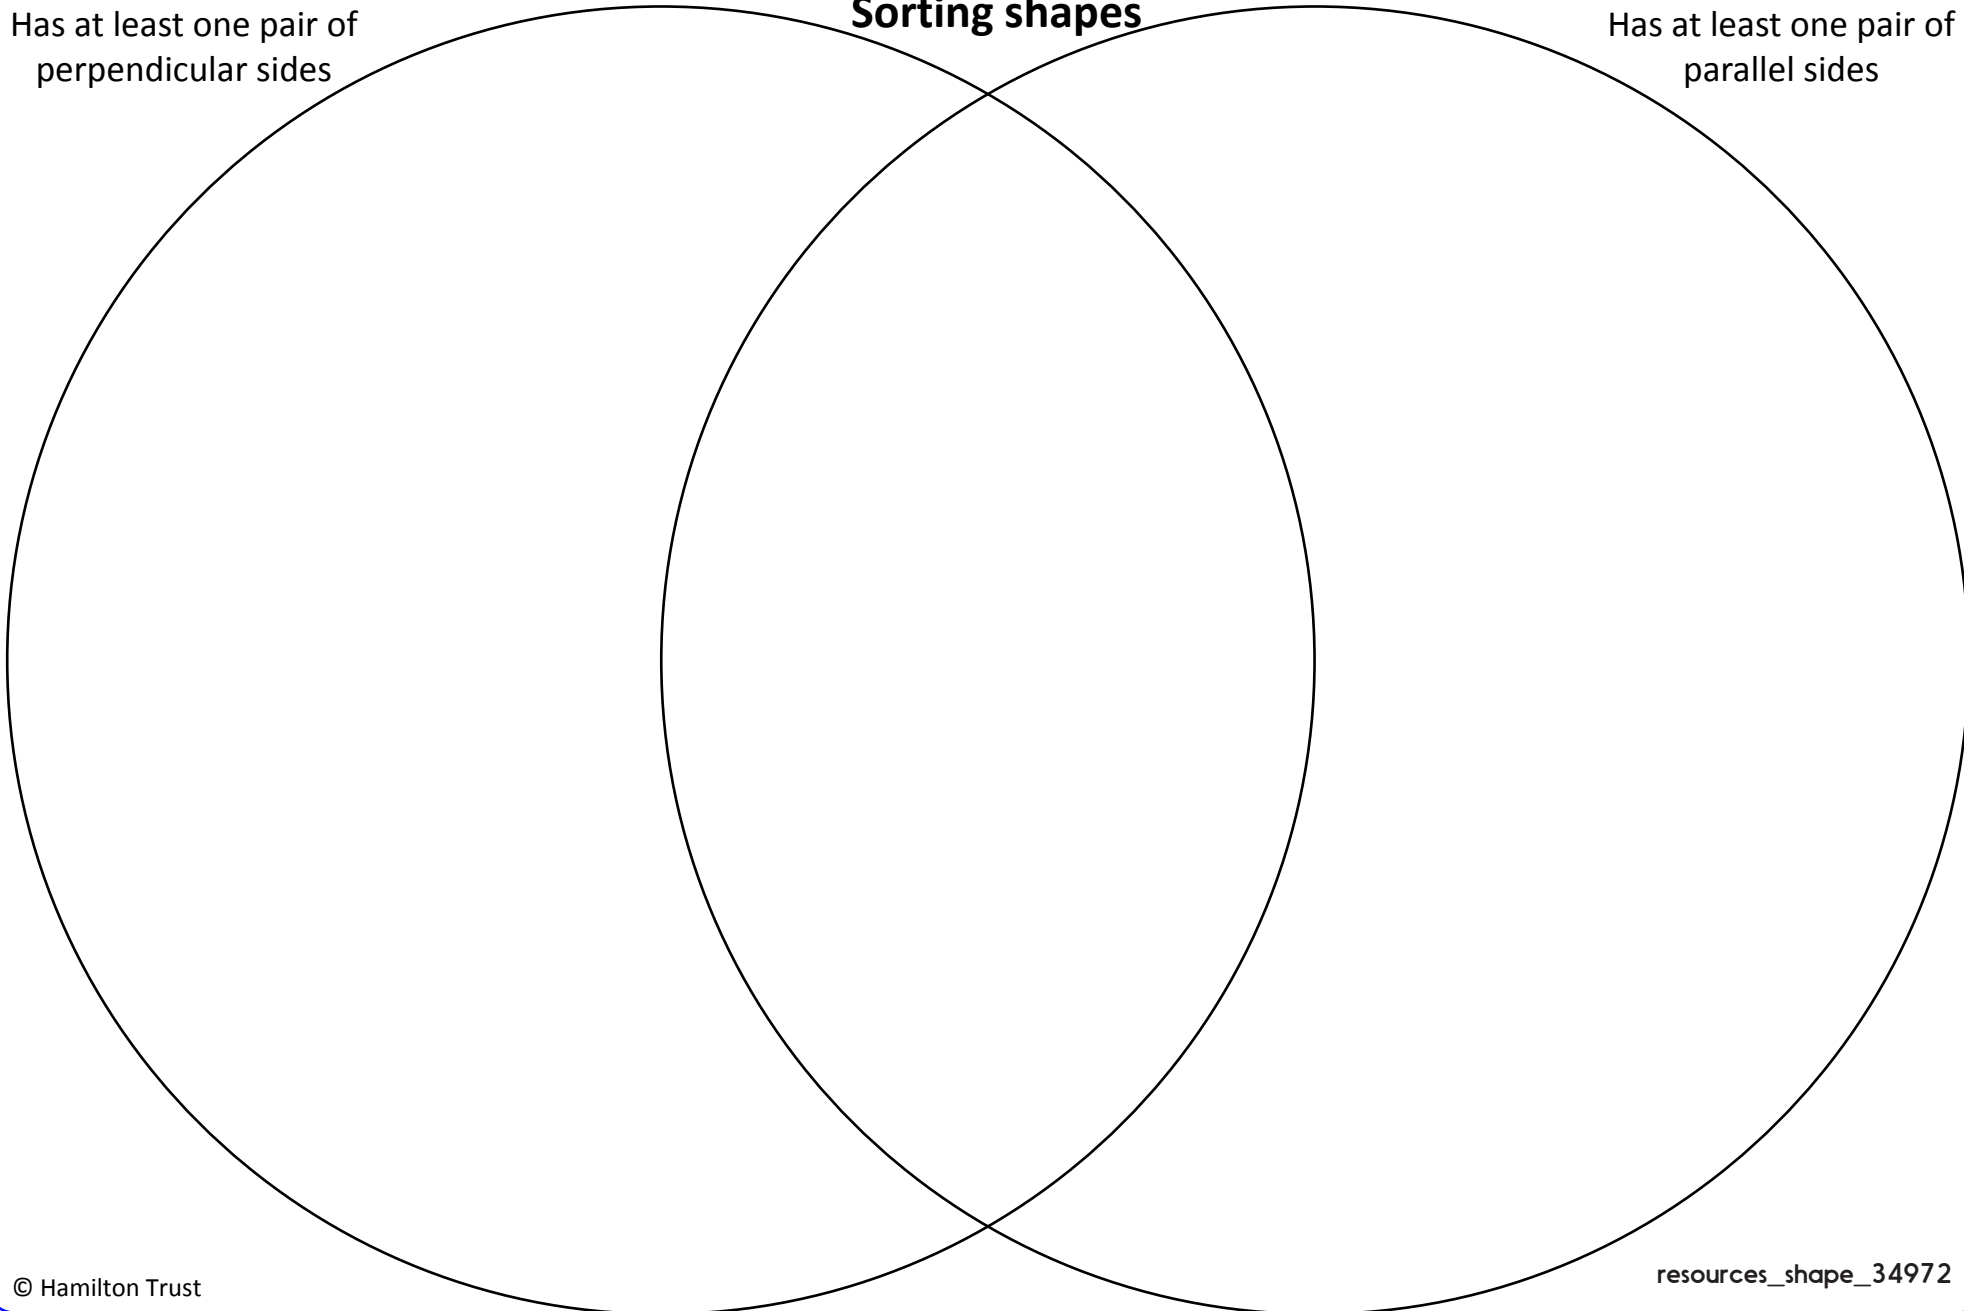 Sorting shapes
Has at least one pair of
perpendicular sides
Has at least one pair of
parallel sides
© Hamilton Trust
resources_shape_34972